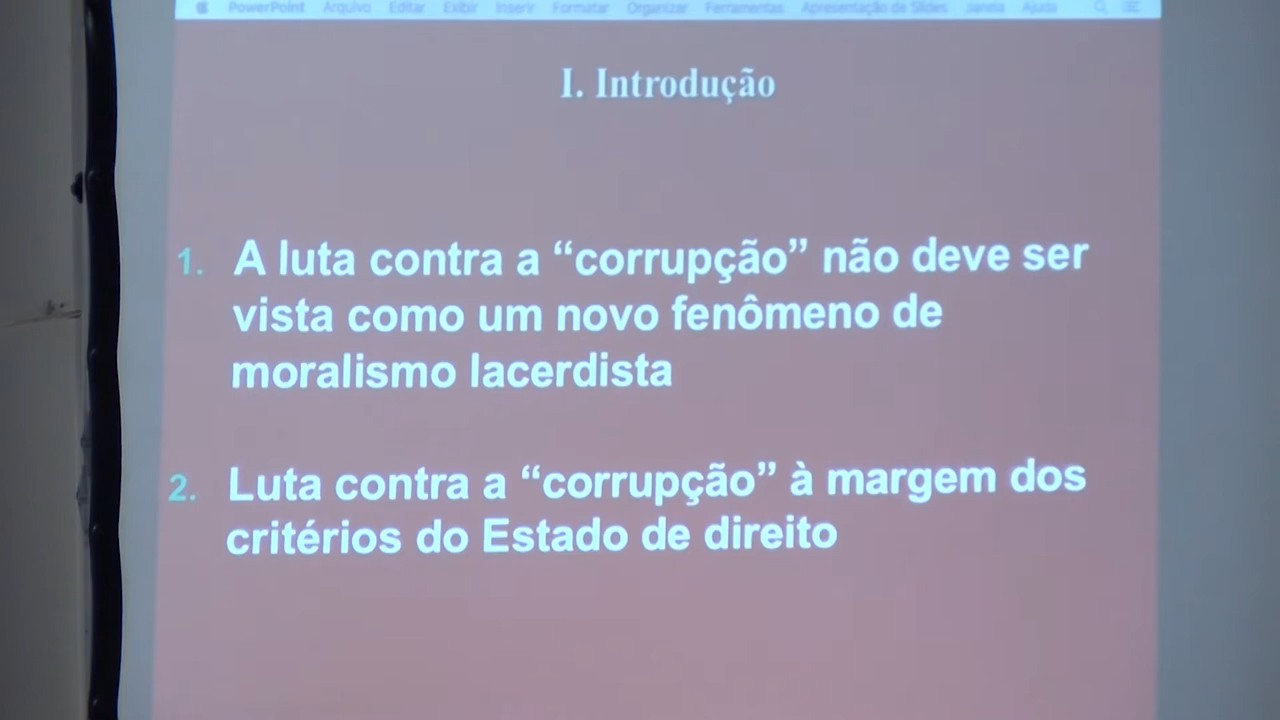 PowerPoint Arquivo Editar Exibir Inserir Formatar Organizar Ferramentas Apresentação de Slides Janela Ajuda
I. Introdução
1. A luta contra a “corrupção” não deve ser
vista como um novo fenômeno de
moralismo lacerdista
2. Luta contra a “corrupção” à margem dos
critérios do Estado de direito